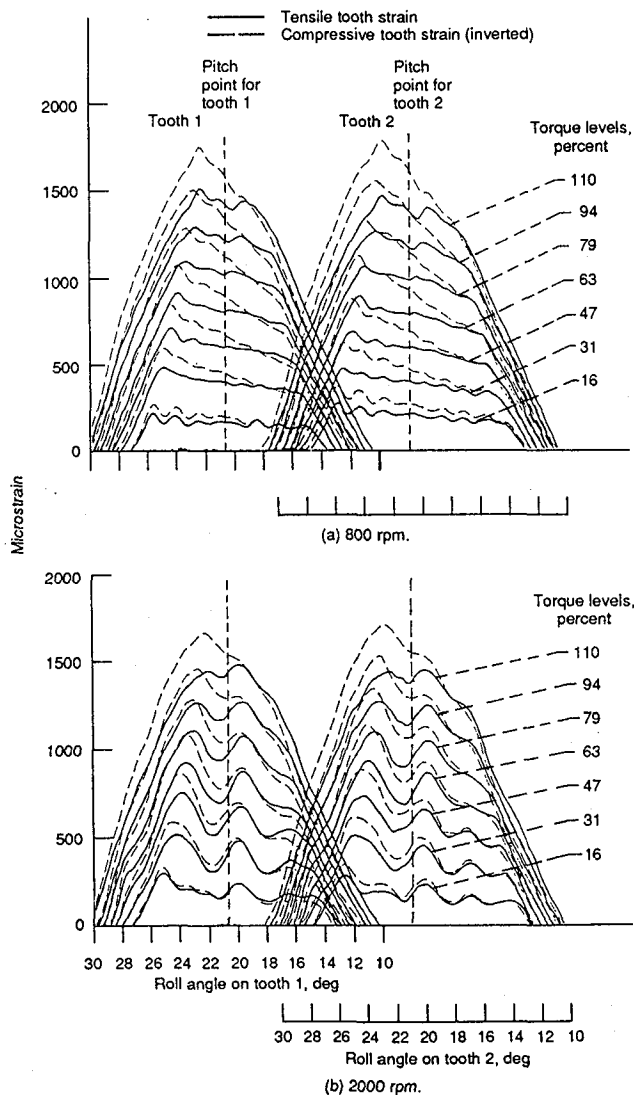 Tensile tooth strain
Compressive tooth strain (inverted)
Pitch point for tooth 1
Pitch point for tooth 2
Tooth 1
Tooth 2
Torque levels, percent
2000
1500
1000
500
0
110
94
79
63
47
31
16
(a) 800 rpm.
Microstrain
2000
1500
1000
500
0
Torque levels, percent
110
94
79
63
47
31
16
30 28 26 24 22 20 18 16 14 12 10
Roll angle on tooth 1, deg
30 28 26 24 22 20 18 16 14 12 10
Roll angle on tooth 2, deg
(b) 2000 rpm.